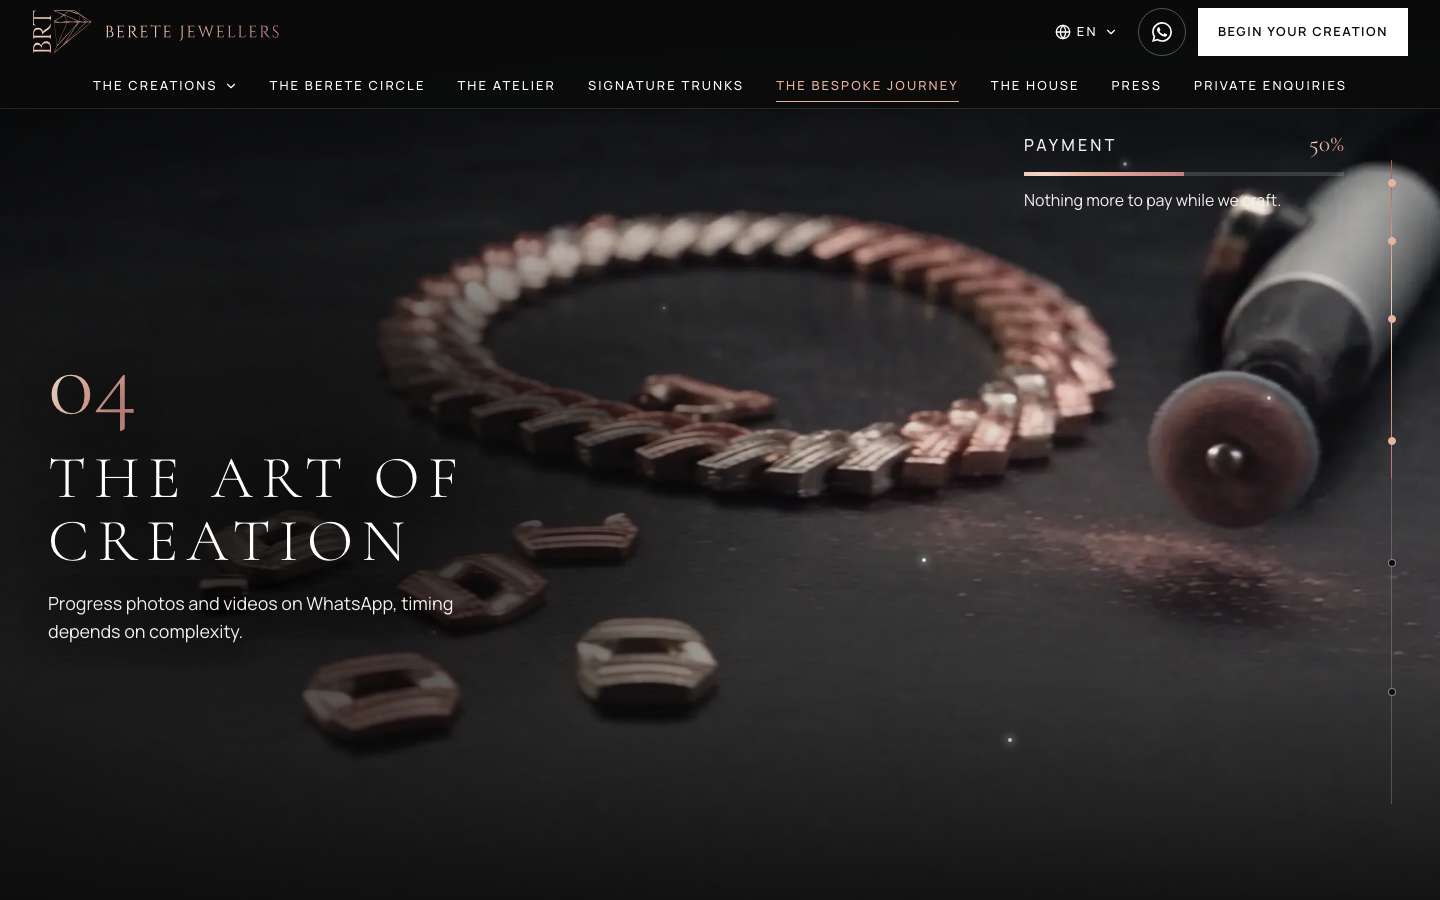 BRT
BERETE JEWELLERS
EN
BEGIN YOUR CREATION
THE CREATIONS
THE BERETE CIRCLE
THE ATELIER
SIGNATURE TRUNKS
THE BESPOKE JOURNEY
THE HOUSE
PRESS
PRIVATE ENQUIRIES
PAYMENT
50%
Nothing more to pay while we craft.
04
THE ART OF
CREATION
Progress photos and videos on WhatsApp, timing
depends on complexity.